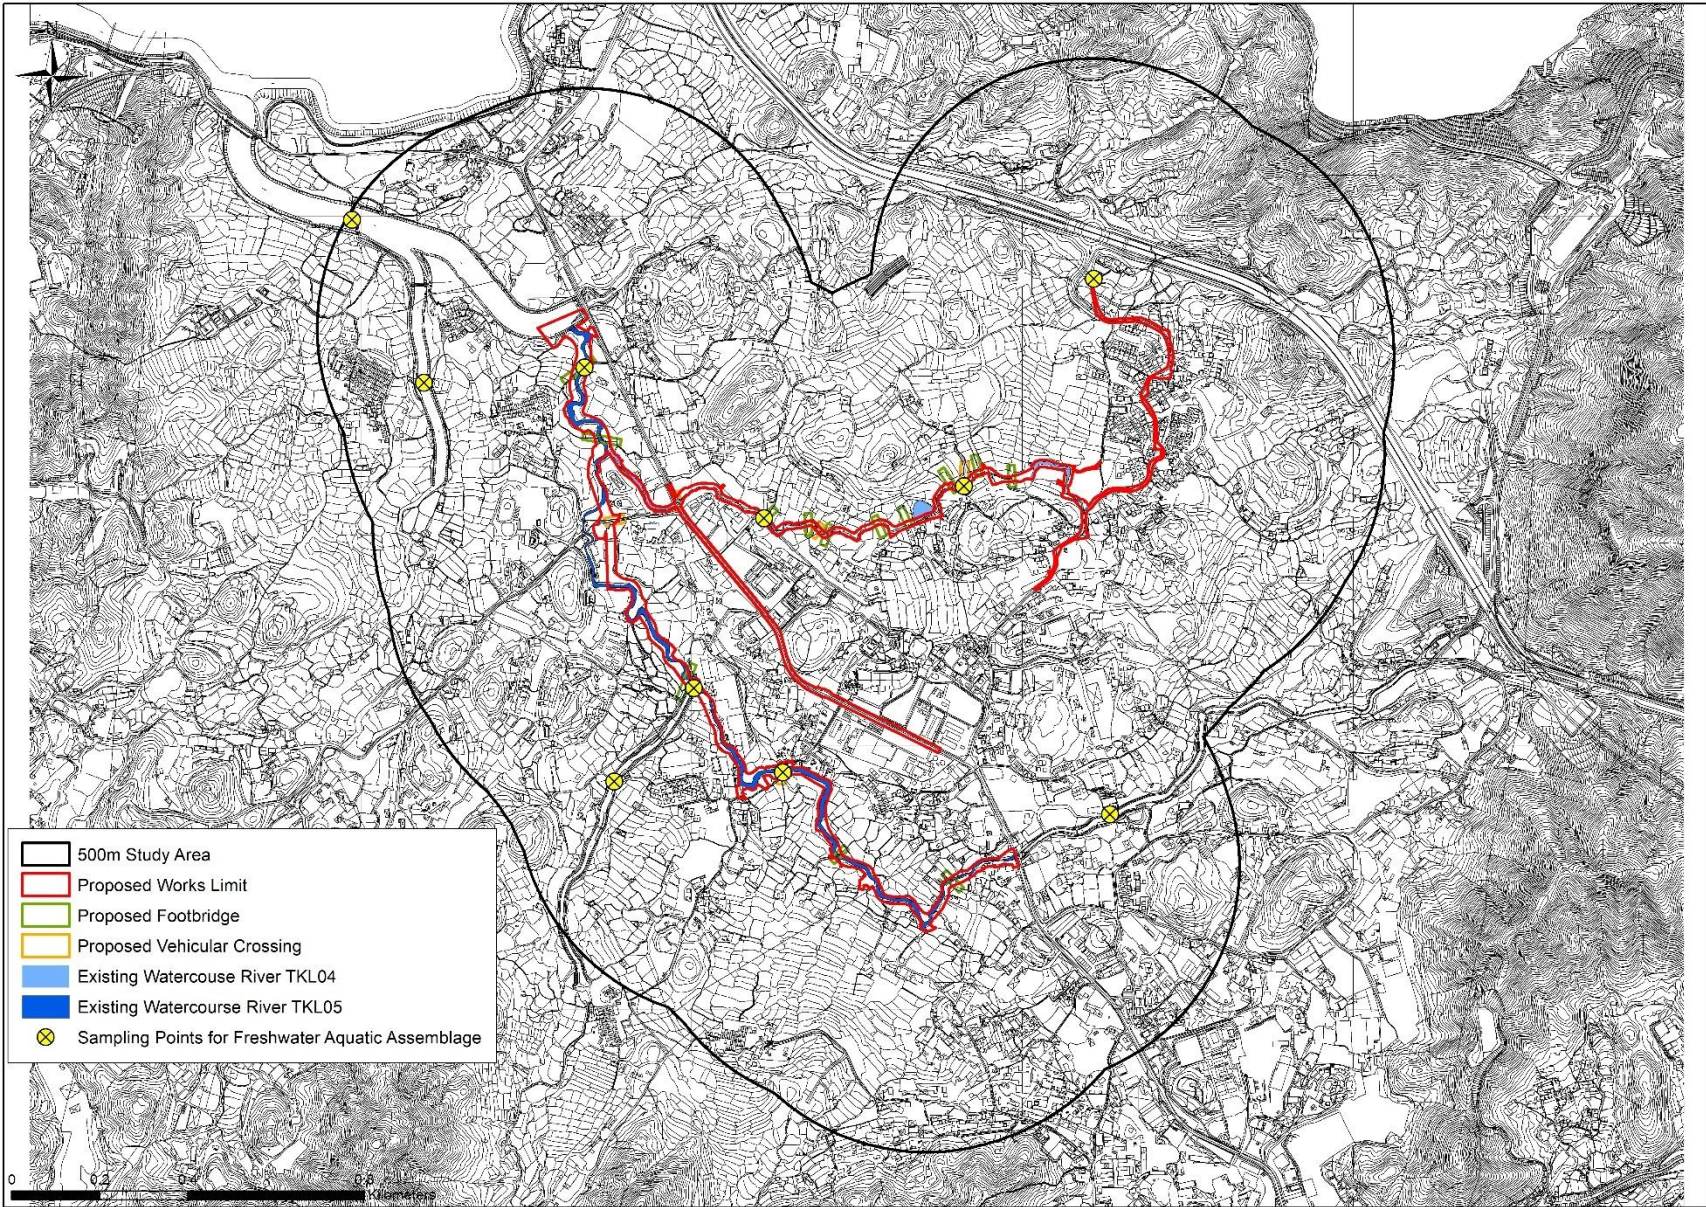 N
500m Study Area
Proposed Works Limit
Proposed Footbridge
Proposed Vehicular Crossing
Existing Watercouse River TKL04
Existing Watercourse River TKL05
Sampling Points for Freshwater Aquatic Assemblage
0 0.2 0.4 0.8
Kilometers